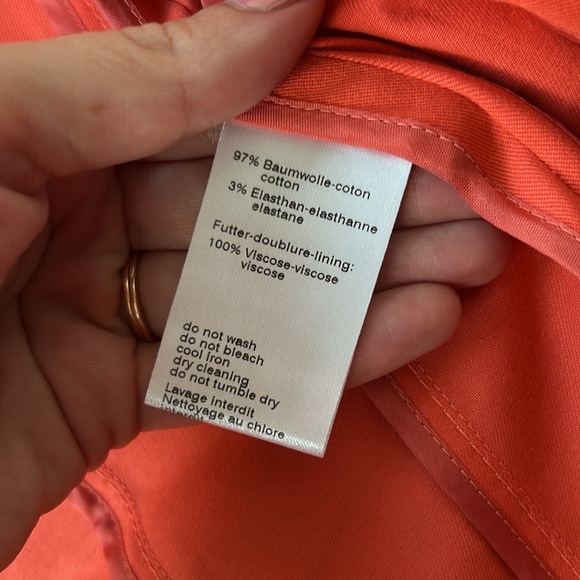 97% Baumwolle-coton
cotton
3% Elasthan-elasthanne
elastane
Futter-doublure-lining:
100% Viscose-viscose
viscose
do not wash
do not bleach
cool iron
dry cleaning
do not tumble dry
Lavage interdit
Nettoyage au chlore